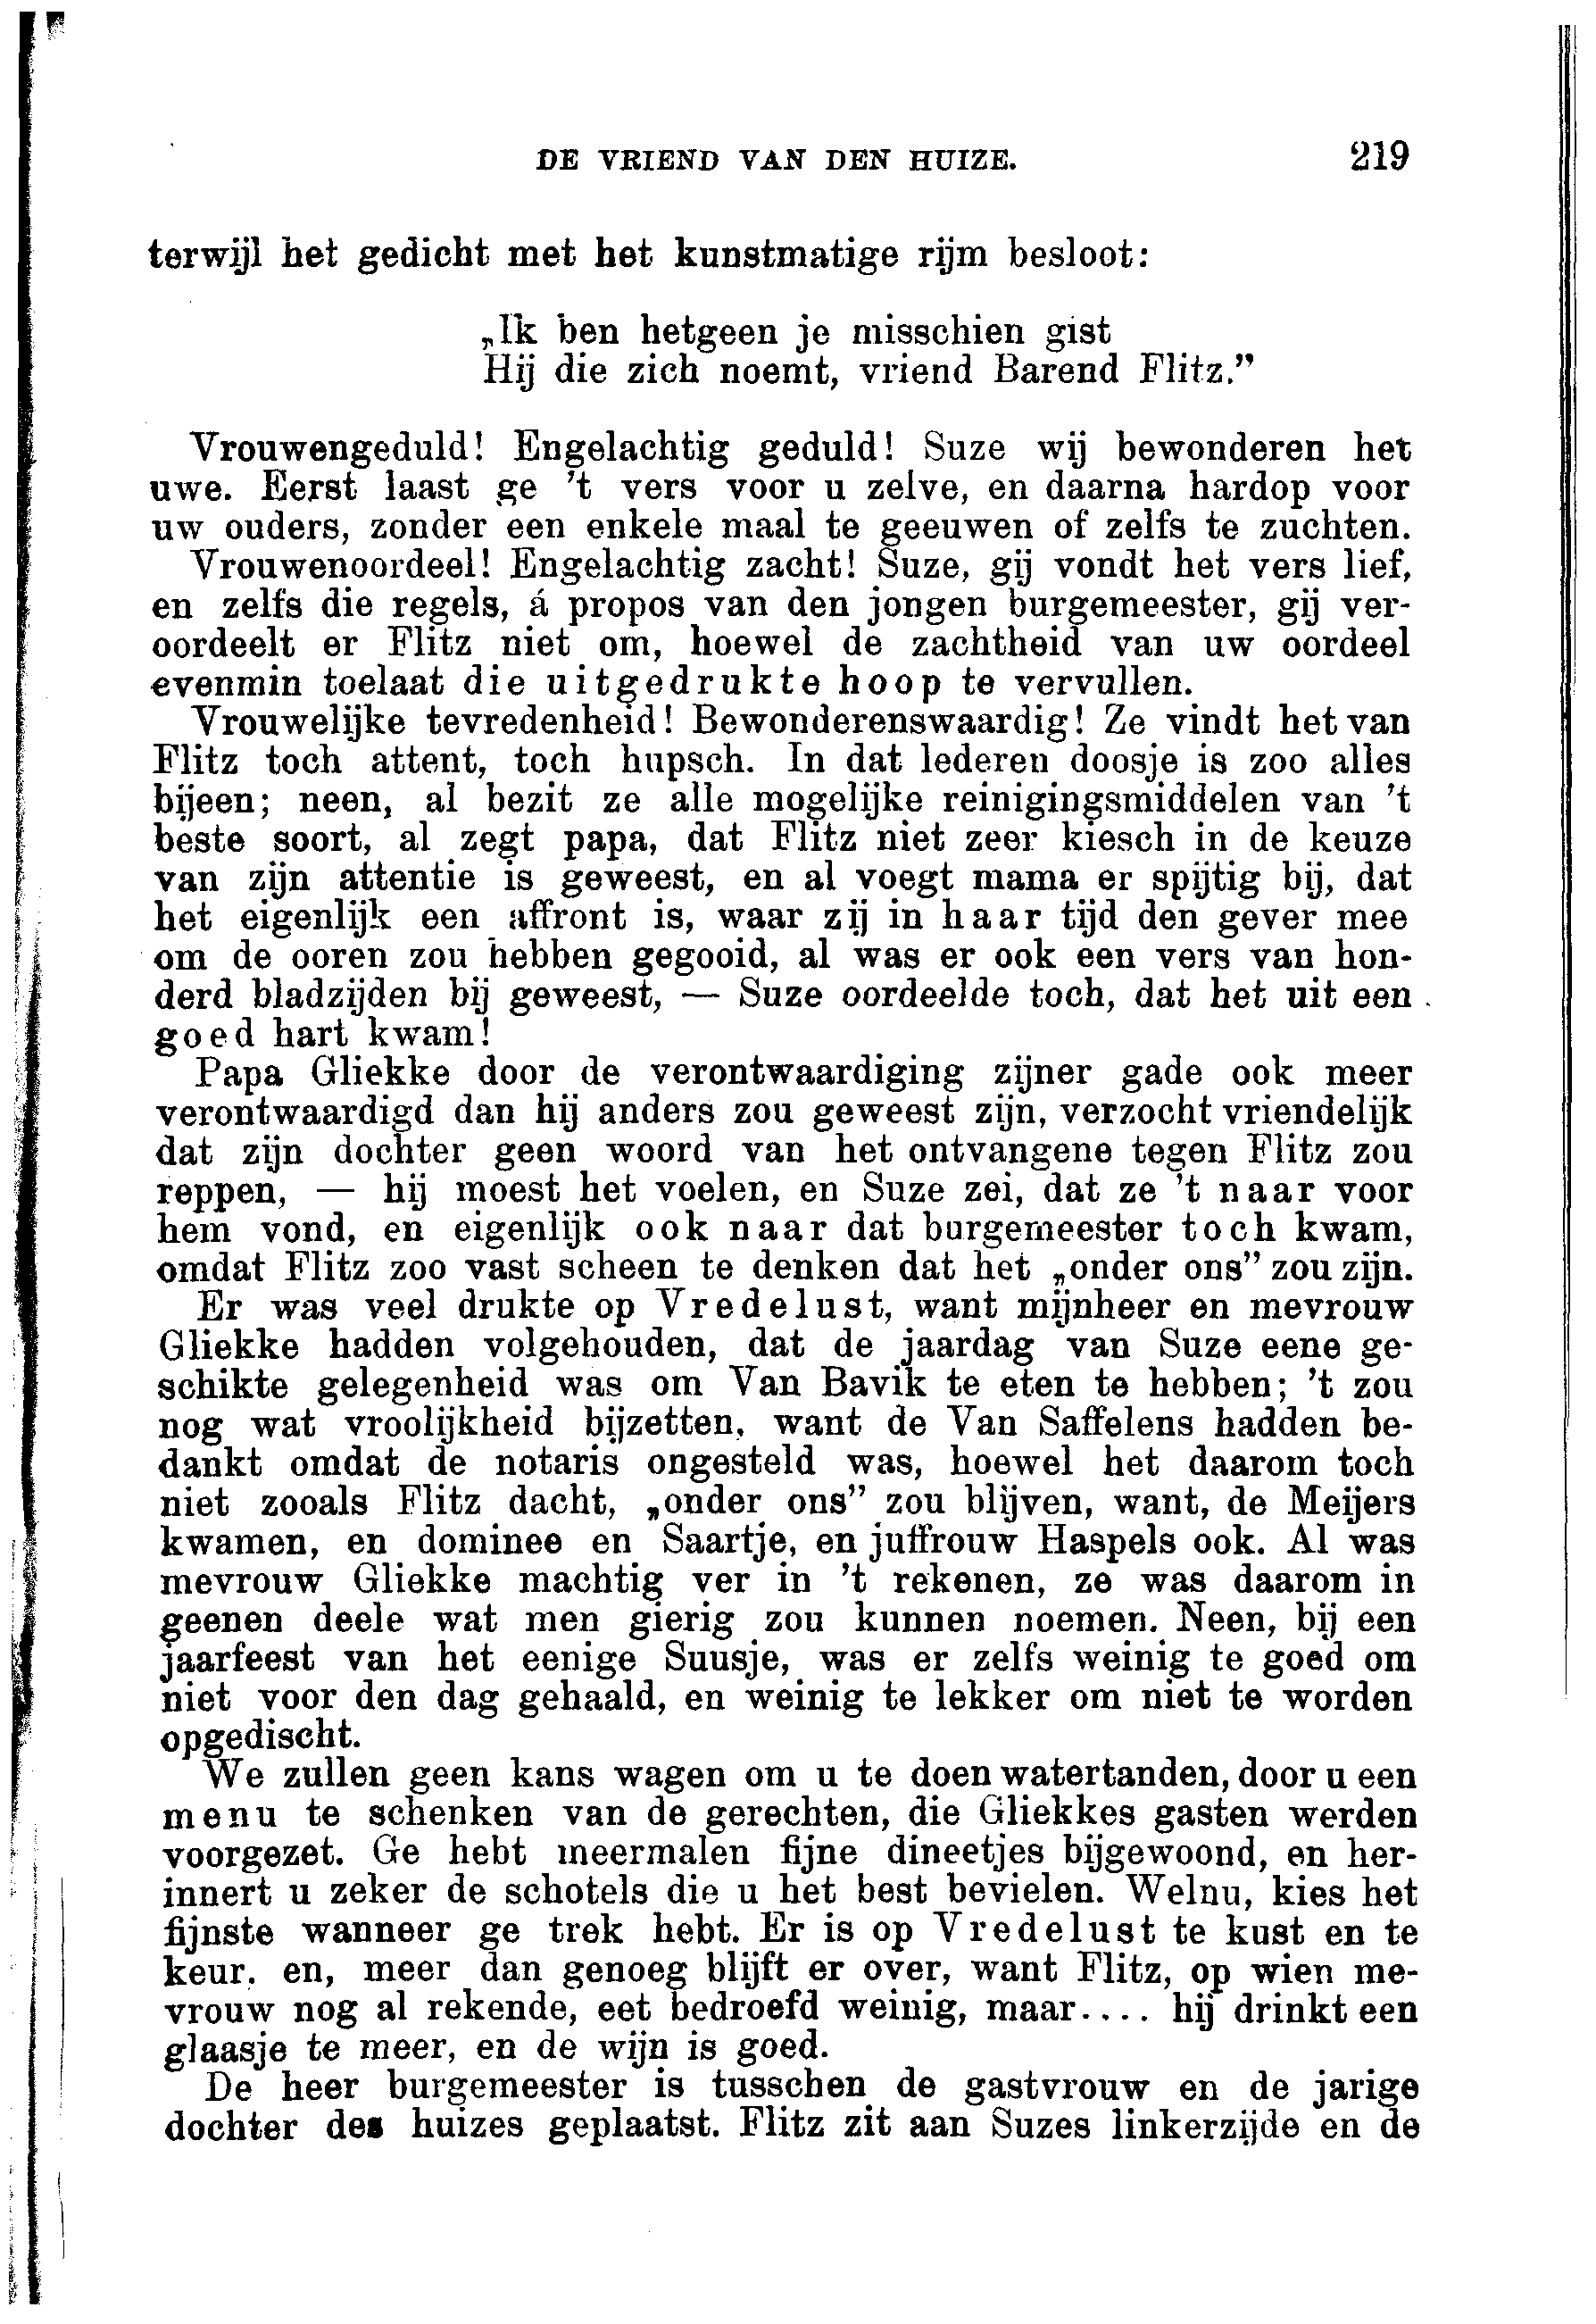 DE VRIEND VAN DEN HUIZE. 219
terwijl het gedicht met het kunstmatige rijm besloot:
„Ik ben hetgeen je misschien gist
Hij die zich noemt, vriend Barend Flitz.”
Vrouwengeduld! Engelachtig geduld! Suze wij bewonderen het
uwe. Eerst laast ge 't vers voor u zelve, en daarna hardop voor
uw ouders, zonder een enkele maal te geeuwen of zelfs te zuchten.
Vrouwenoordeel! Engelachtig zacht! Suze, gij vondt het vers lief,
en zelfs die regels, á propos van den jongen burgemeester, gij ver-
oordeelt er Flitz niet om, hoewel de zachtheid van uw oordeel
evenmin toelaat die uitgedrukte hoop te vervullen.
Vrouwelijke tevredenheid! Bewonderenswaardig! Ze vindt het van
Flitz toch attent, toch hupsch. In dat lederen doosje is zoo alles
bijeen; neen, al bezit ze alle mogelijke reinigingsmiddelen van 't
beste soort, al zegt papa, dat Flitz niet zeer kiesch in de keuze
van zijn attentie is geweest, en al voegt mama er spijtig bij, dat
het eigenlijk een affront is, waar zij in haar tijd den gever mee
om de ooren zou hebben gegooid, al was er ook een vers van hon-
derd bladzijden bij geweest, — Suze oordeelde toch, dat het uit een
goed hart kwam!
Papa Gliekke door de verontwaardiging zijner gade ook meer
verontwaardigd dan hij anders zou geweest zijn, verzocht vriendelijk
dat zijn dochter geen woord van het ontvangene tegen Flitz zou
reppen, — hij moest het voelen, en Suze zei, dat ze 't naar voor
hem vond, en eigenlijk ook naar dat burgemeester toch kwam,
omdat Flitz zoo vast scheen te denken dat het „onder ons” zou zijn.
Er was veel drukte op Vredelust, want mijnheer en mevrouw
Gliekke hadden volgehouden, dat de jaardag van Suze eene ge-
schikte gelegenheid was om Van Bavik te eten te hebben; 't zou
nog wat vroolijkheid bijzetten, want de Van Saffelens hadden be-
dankt omdat de notaris ongesteld was, hoewel het daarom toch
niet zooals Flitz dacht, „onder ons” zou blijven, want, de Meijers
kwamen, en dominee en Saartje, en juffrouw Haspels ook. Al was
mevrouw Gliekke machtig ver in 't rekenen, ze was daarom in
geenen deele wat men gierig zou kunnen noemen. Neen, bij een
jaarfeest van het eenige Suusje, was er zelfs weinig te goed om
niet voor den dag gehaald, en weinig te lekker om niet te worden
opgedischt.
We zullen geen kans wagen om u te doen watertanden, door u een
menu te schenken van de gerechten, die Gliekkes gasten werden
voorgezet. Ge hebt meermalen fijne dineetjes bijgewoond, en her-
innert u zeker de schotels die u het best bevielen. Welnu, kies het
fijnste wanneer ge trek hebt. Er is op Vredelust te kust en te
keur. en, meer dan genoeg blijft er over, want Flitz, op wien me-
vrouw nog al rekende, eet bedroefd weinig, maar.... hij drinkt een
glaasje te meer, en de wijn is goed.
De heer burgemeester is tusschen de gastvrouw en de jarige
dochter des huizes geplaatst. Flitz zit aan Suzes linkerzijde en de